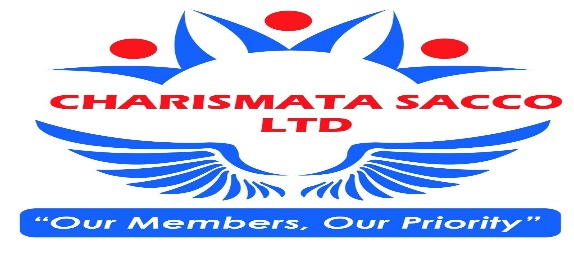 CHARISMATA SACCO
LTD
“Our Members, Our Priority”